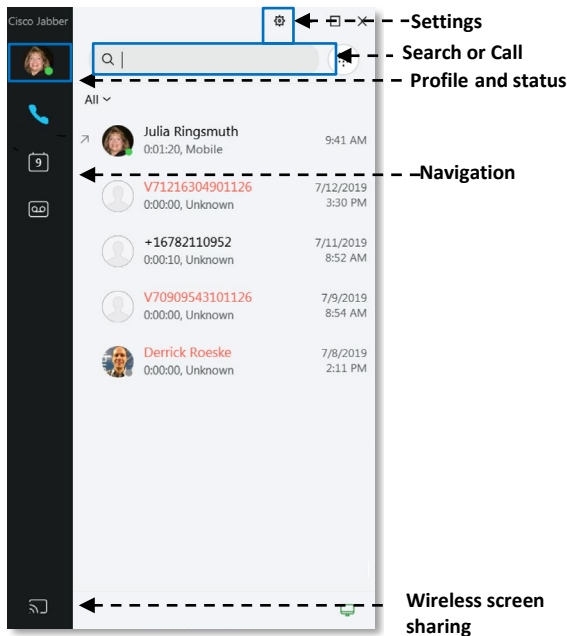 Cisco Jabber
Settings
Search or Call
Profile and status
All
Julia Ringsmuth
9:41 AM
0:01:20, Mobile
9
Navigation
V71216304901126
7/12/2019
0:00:00, Unknown
3:30 PM
+16782110952
7/11/2019
0:00:10, Unknown
8:52 AM
V70909543101126
7/9/2019
0:00:00, Unknown
8:54 AM
Derrick Roeske
7/8/2019
0:00:00, Unknown
2:11 PM
Wireless screen
sharing